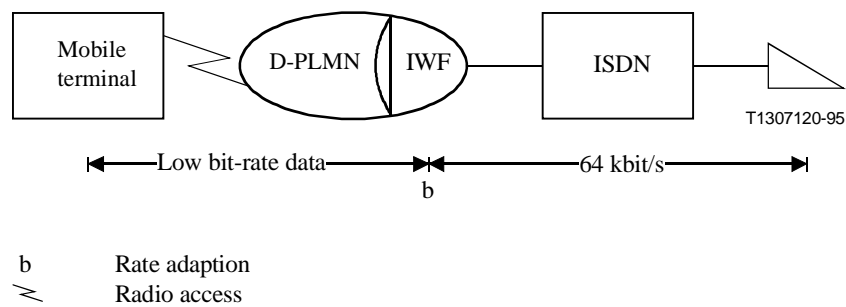 Mobile
terminal
D-PLMN
IWF
ISDN
T1307120-95
Low bit-rate data
64 kbit/s
b
b Rate adaption
Radio access